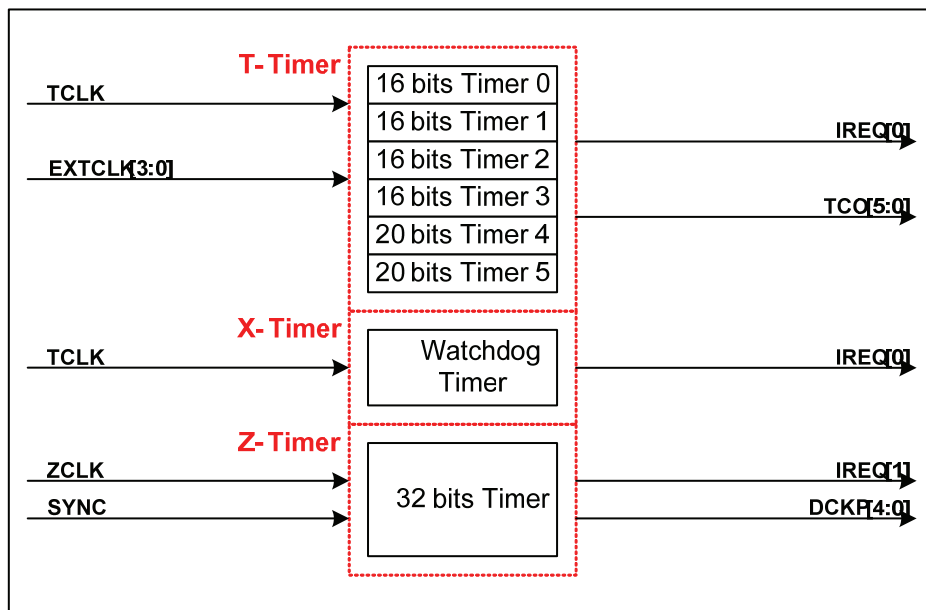 T-Timer
TCLK
EXTCLK[3:0]
16 bits Timer 0
16 bits Timer 1
16 bits Timer 2
16 bits Timer 3
20 bits Timer 4
20 bits Timer 5
IREQ[0]
TCO[5:0]
X-Timer
TCLK
Watchdog
Timer
IREQ[0]
Z-Timer
ZCLK
SYNC
32 bits Timer
IREQ[1]
DCKP[4:0]